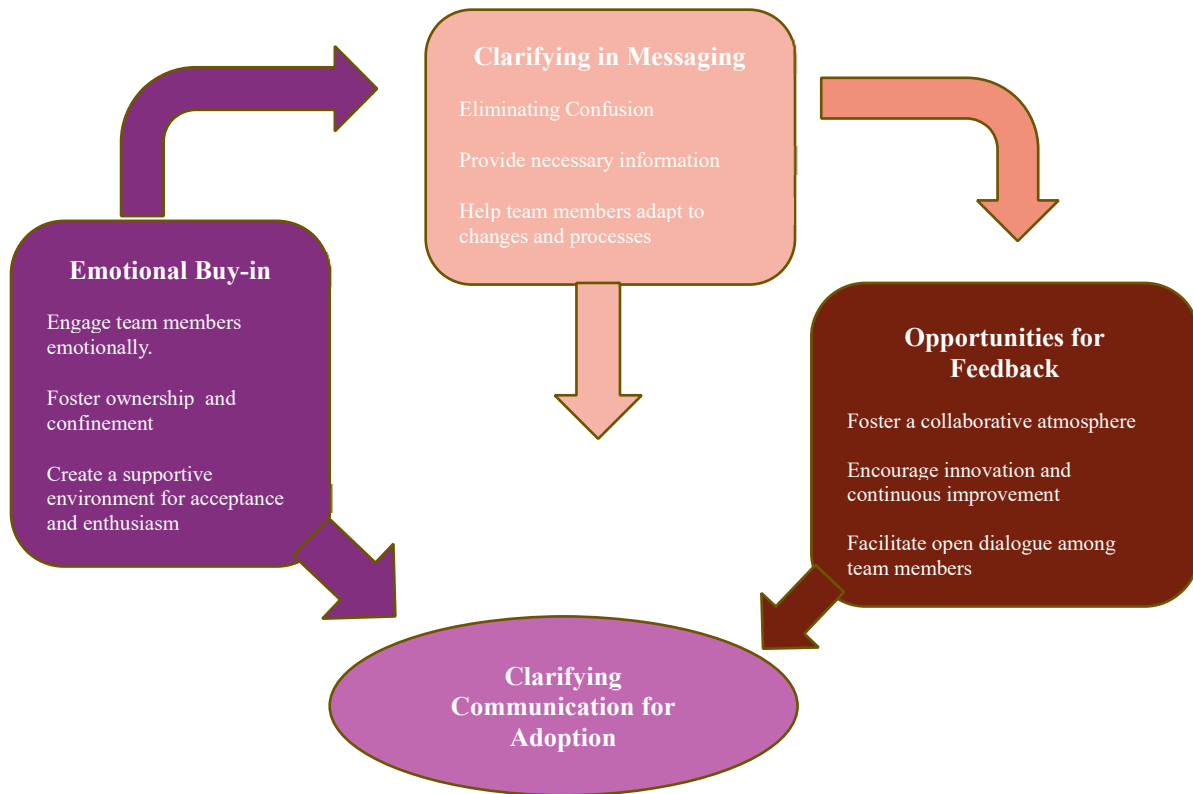 Clarifying in Messaging
Eliminating Confusion
Provide necessary information
Help team members adapt to
changes and processes
Emotional Buy-in
Engage team members
emotionally.
Foster ownership and
confinement
Create a supportive
environment for acceptance
and enthusiasm
Opportunities for
Feedback
Foster a collaborative atmosphere
Encourage innovation and
continuous improvement
Facilitate open dialogue among
team members
Clarifying
Communication for
Adoption